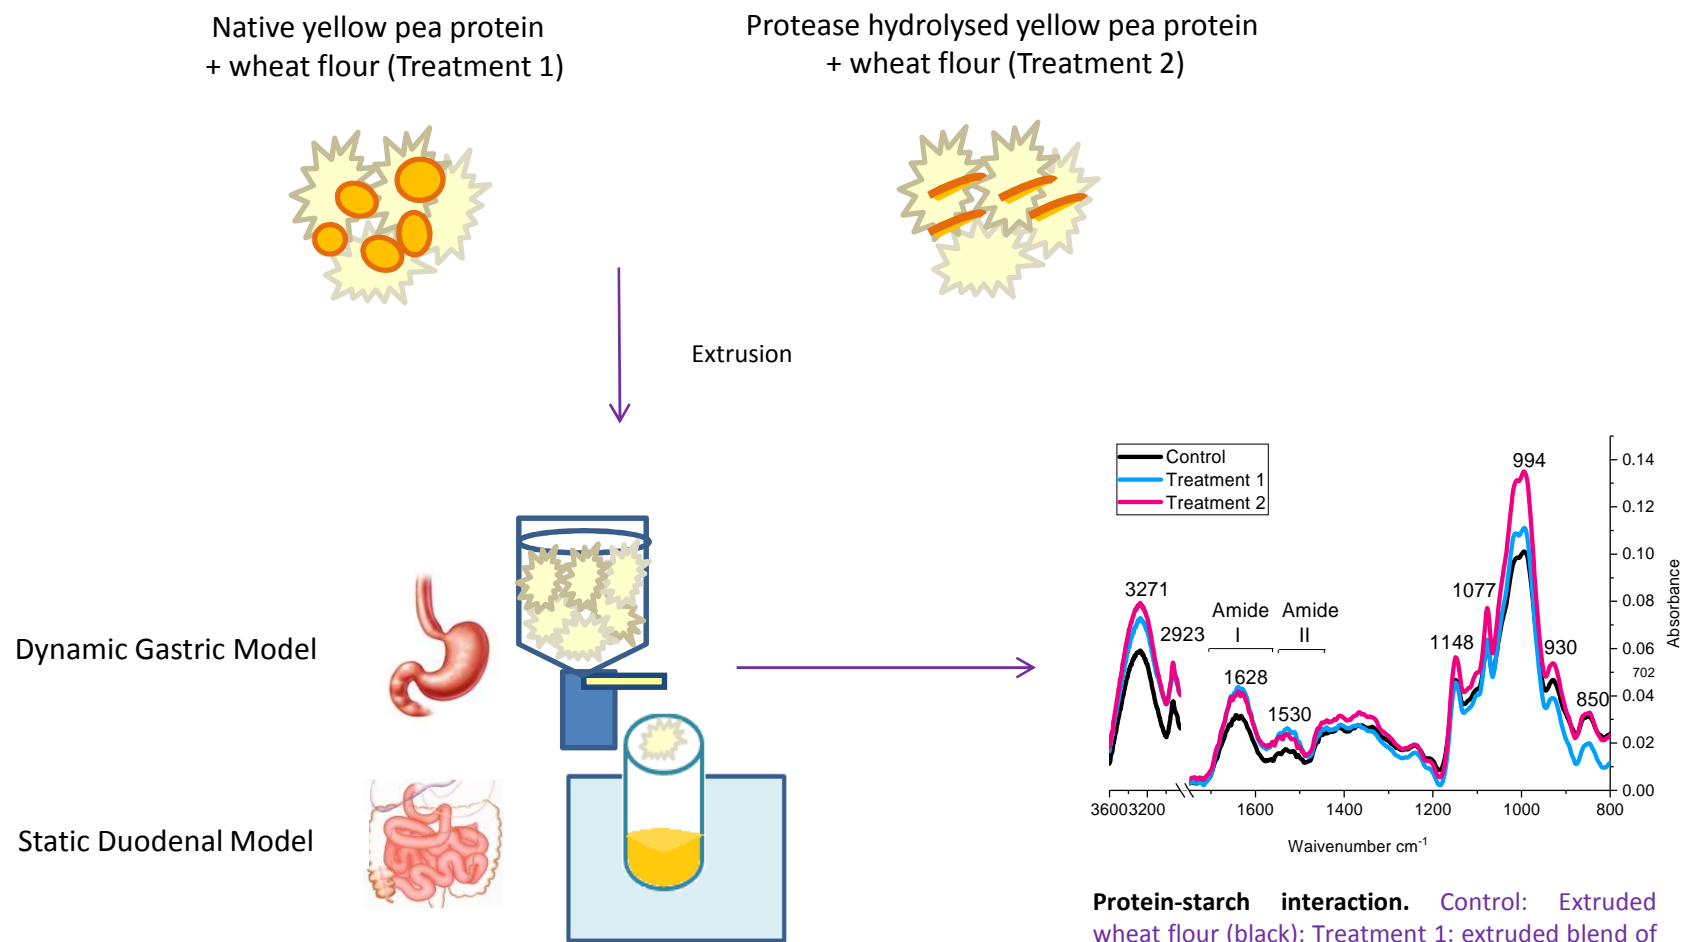 Native yellow pea protein
+ wheat flour (Treatment 1)
Protease hydrolysed yellow pea protein
+ wheat flour (Treatment 2)
Extrusion
Dynamic Gastric Model
Static Duodenal Model
Control
Treatment 1
Treatment 2
3271
2923
Amide
I
Amide
II
1628
1530
1148
1077
994
930
850
702
0.14
0.12
0.10
0.08
0.06
0.04
0.02
0.00
Absorbance
3600
3200
1600
1400
1200
1000
800
Waivenumber cm-1
Protein-starch interaction. Control: Extruded
wheat flour (black); Treatment 1: extruded blend of